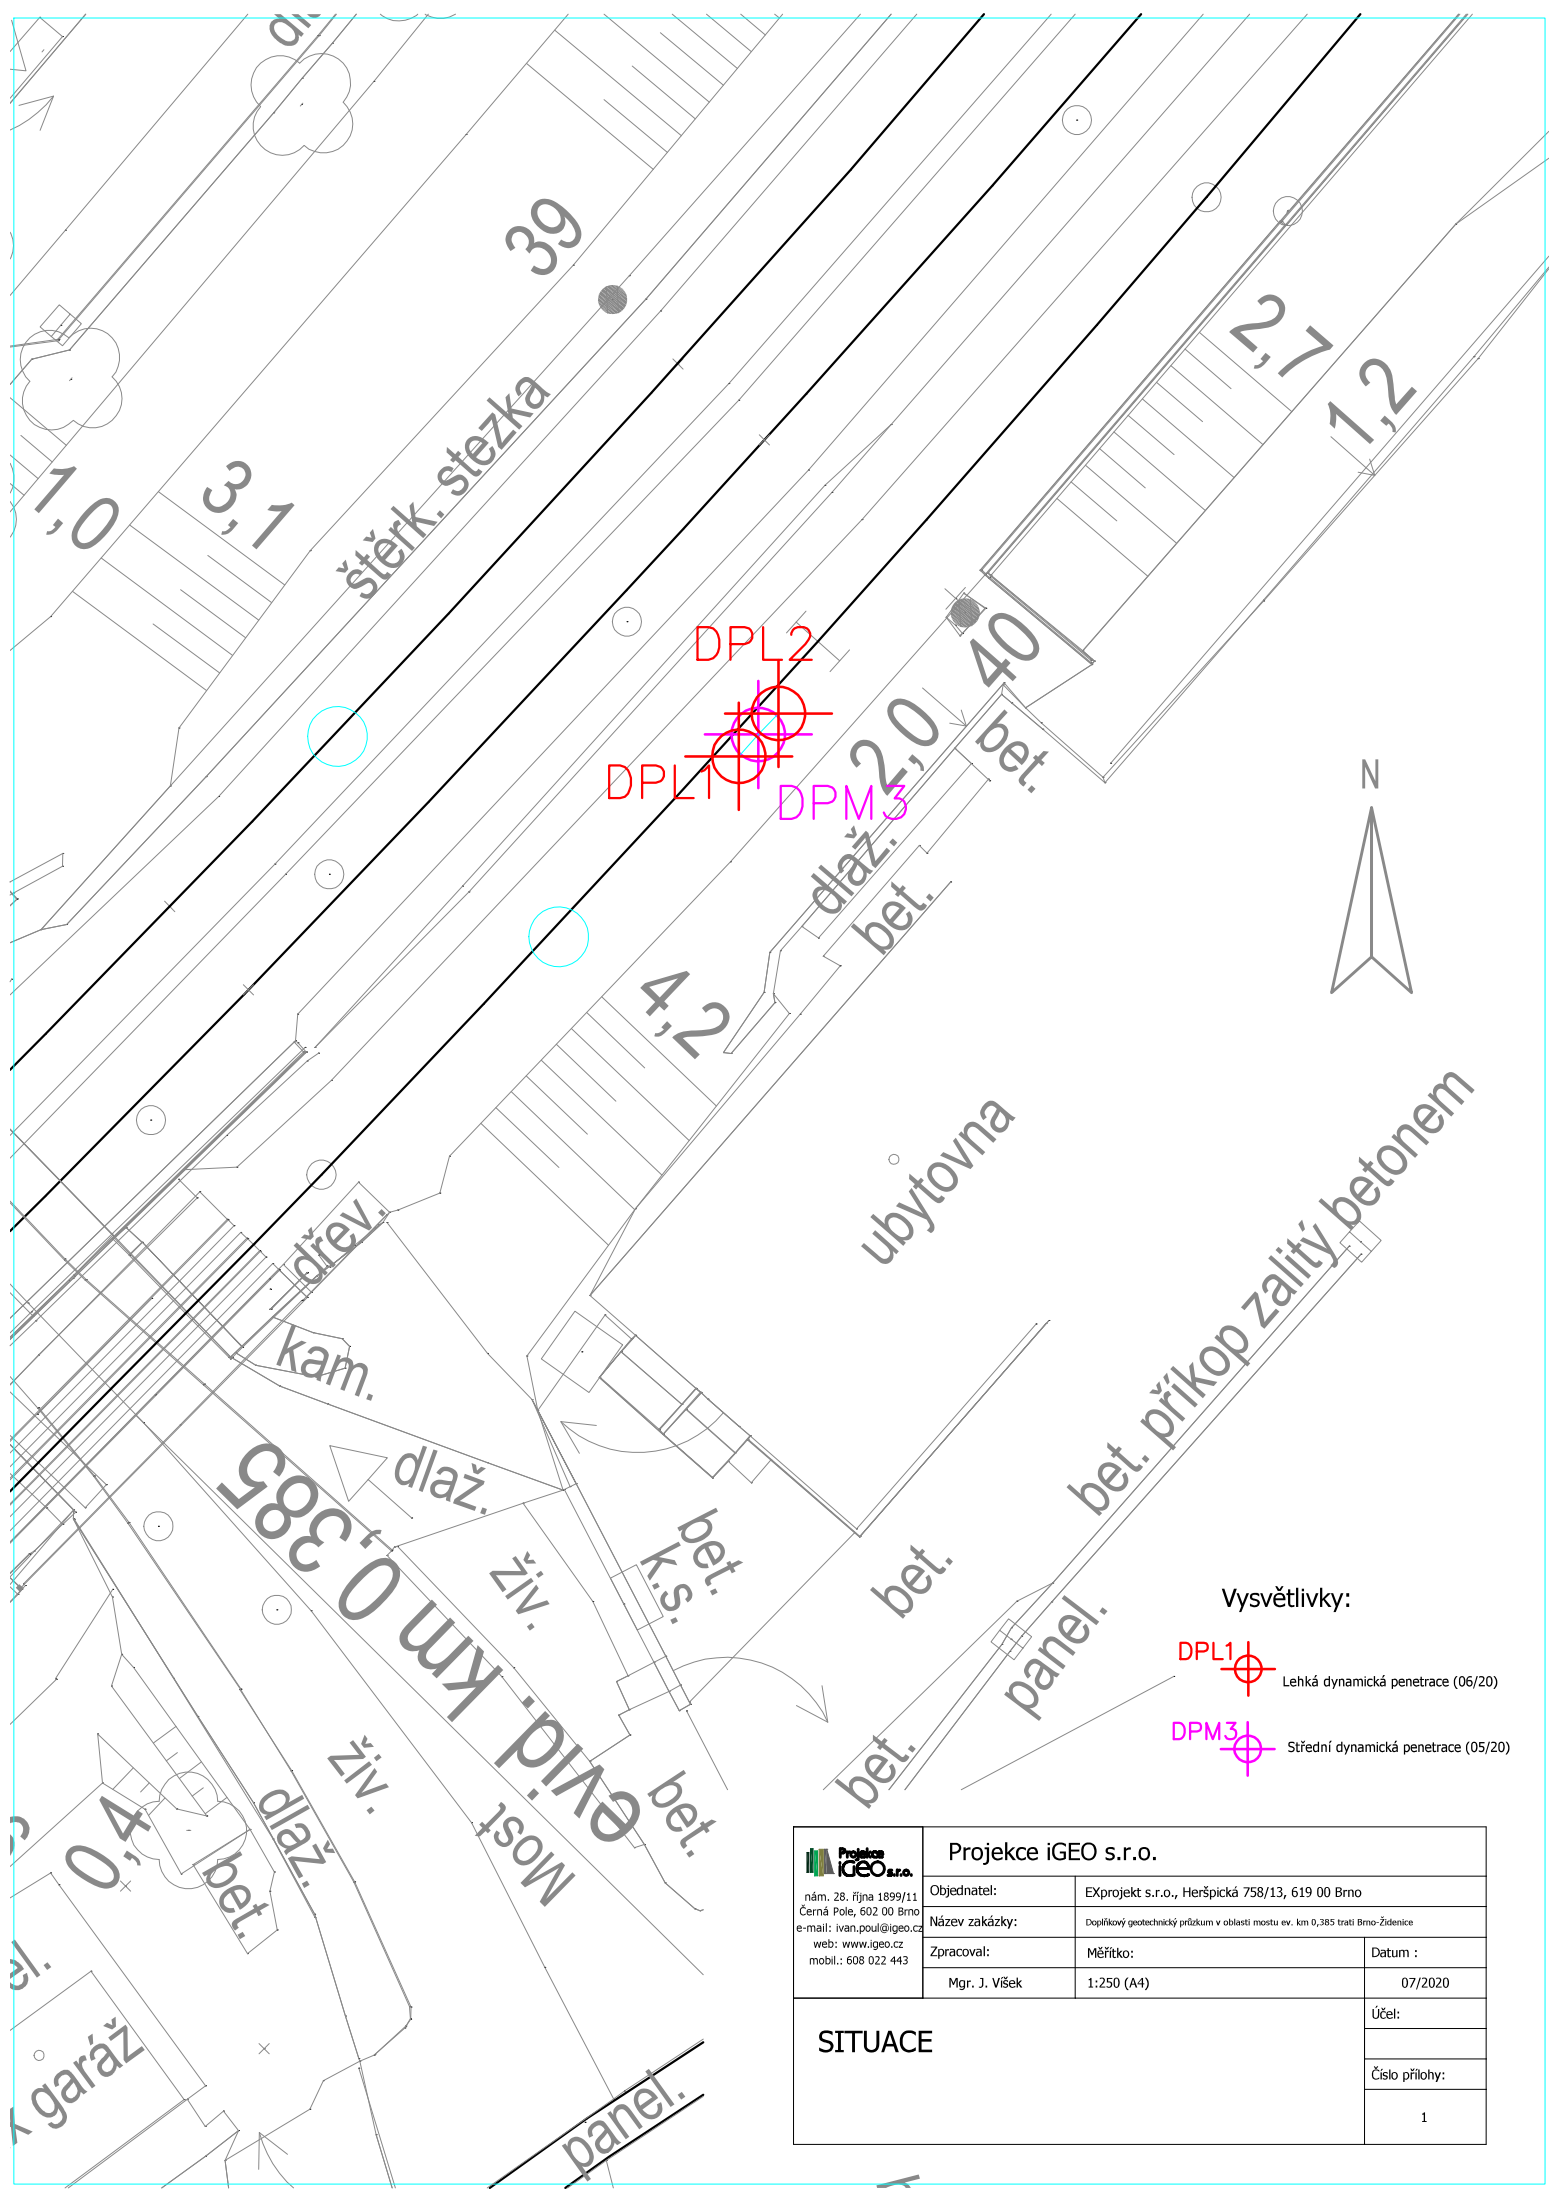 39
2,7
1,2
štěrk. stezka
1,0
3,1
DPL2
40
2,0
bet.
DPL1
DPM3
N
dlaž.
bet.
4,2
ubytovna
bet. příkop zalitý betonem
dřev.
kam.
dlaž.
evid. km 0,385
Most
živ.
bet.
k.s.
bet.
panel.
bet.
bet.
živ.
dlaž.
0,4
bet.
garáž
panel.
Vysvětlivky:
DPL1
Lehká dynamická penetrace (06/20)
DPM3
Střední dynamická penetrace (05/20)
Projekce
iGEO s.r.o.
nám. 28. října 1899/11
Černá Pole, 602 00 Brno
e-mail: ivan.poul@igeo.cz
web: www.igeo.cz
mobil.: 608 022 443
Projekce iGEO s.r.o.
Objednatel:
EXprojekt s.r.o., Heršpická 758/13, 619 00 Brno
Název zakázky:
Doplňkový geotechnický průzkum v oblasti mostu ev. km 0,385 trati Brno-Židenice
Zpracoval:
Měřítko:
Datum :
Mgr. J. Víšek
1:250 (A4)
07/2020
SITUACE
Účel:
Číslo přílohy:
1